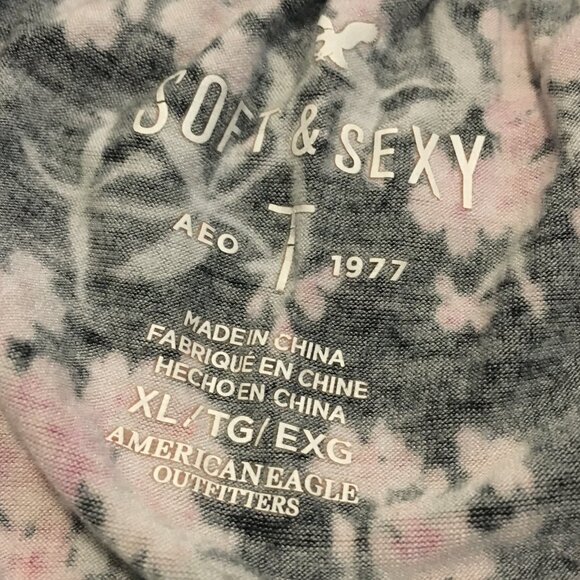 SOFT & SEXY
T
AEO 1977
MADE IN CHINA
FABRIQUÉ EN CHINE
HECHO EN CHINA
XL/TG/EXG
AMERICAN EAGLE
OUTFITTERS